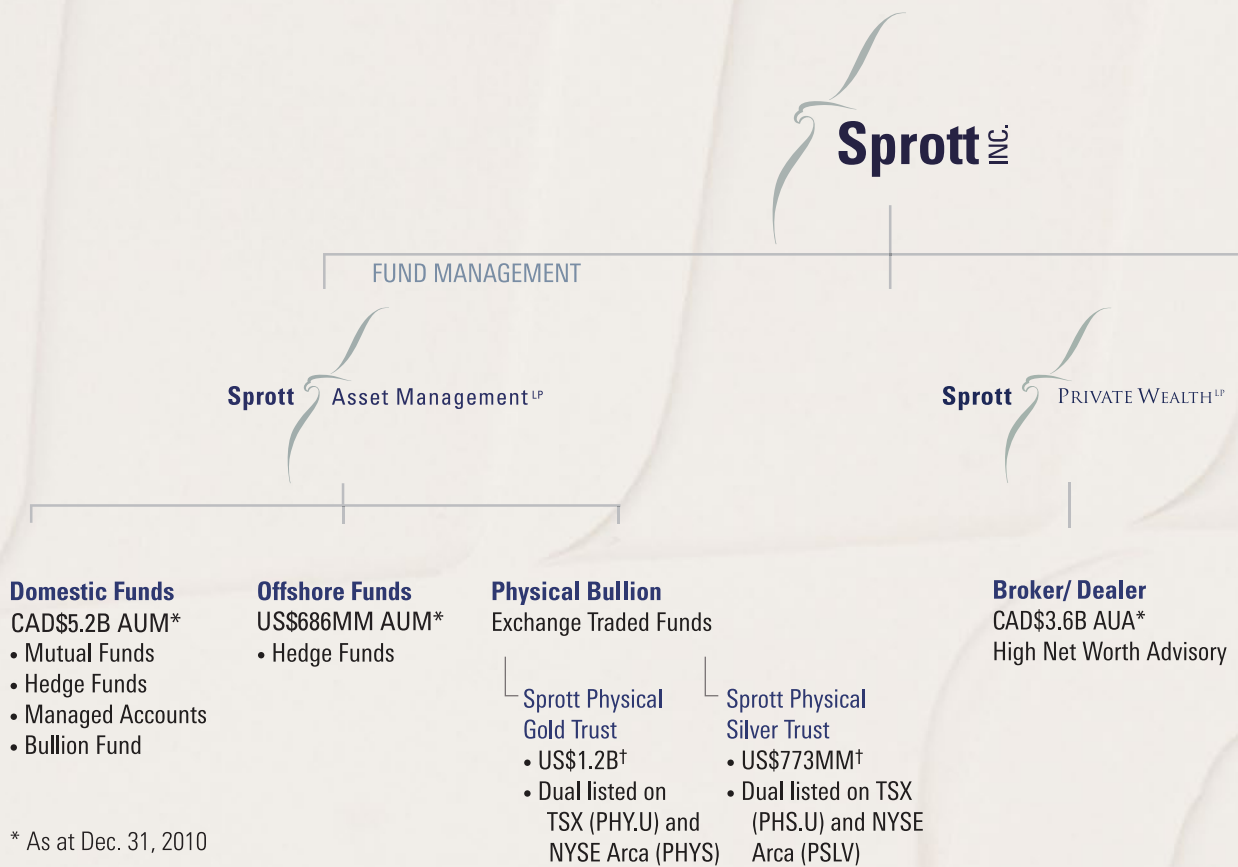 Sprott INC.
FUND MANAGEMENT
Sprott Asset Management LP
Sprott PRIVATE WEALTH LP
Domestic Funds
CAD$5.2B AUM*
• Mutual Funds
• Hedge Funds
• Managed Accounts
• Bullion Fund
Offshore Funds
US$686MM AUM*
• Hedge Funds
Physical Bullion
Exchange Traded Funds
Sprott Physical
Gold Trust
• US$1.2B†
• Dual listed on
TSX (PHY.U) and
NYSE Arca (PHYS)
Sprott Physical
Silver Trust
• US$773MM†
• Dual listed on TSX
(PHS.U) and NYSE
Arca (PSLV)
Broker/ Dealer
CAD$3.6B AUA*
High Net Worth Advisory
* As at Dec. 31, 2010